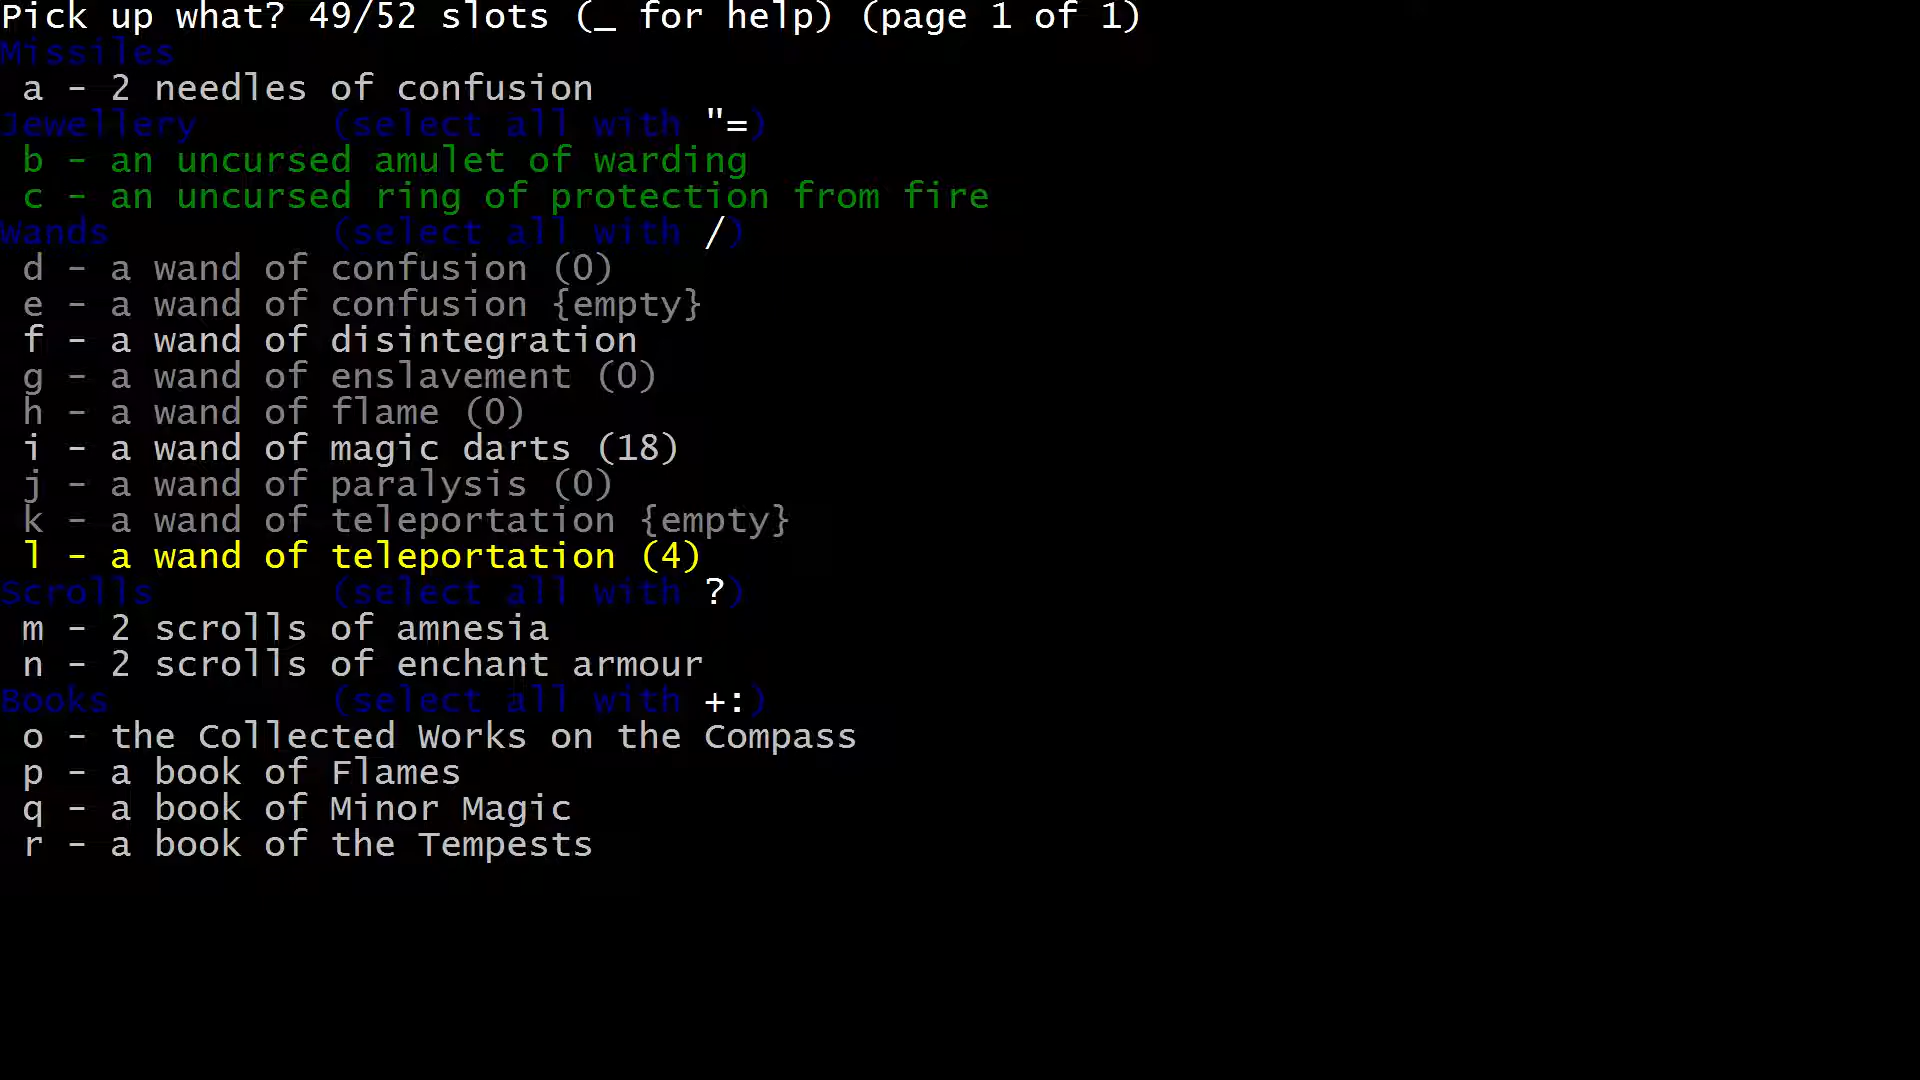 Pick up what? 49/52 slots (_ for help) (page 1 of 1)
Missiles
a - 2 needles of confusion
Jewellery (select all with "=)
b - an uncursed amulet of warding
c - an uncursed ring of protection from fire
Wands (select all with /)
d - a wand of confusion (0)
e - a wand of confusion {empty}
f - a wand of disintegration
g - a wand of enslavement (0)
h - a wand of flame (0)
i - a wand of magic darts (18)
j - a wand of paralysis (0)
k - a wand of teleportation {empty}
l - a wand of teleportation (4)
Scrolls (select all with ?)
m - 2 scrolls of amnesia
n - 2 scrolls of enchant armour
Books (select all with +:)
o - the Collected Works on the Compass
p - a book of Flames
q - a book of Minor Magic
r - a book of the Tempests